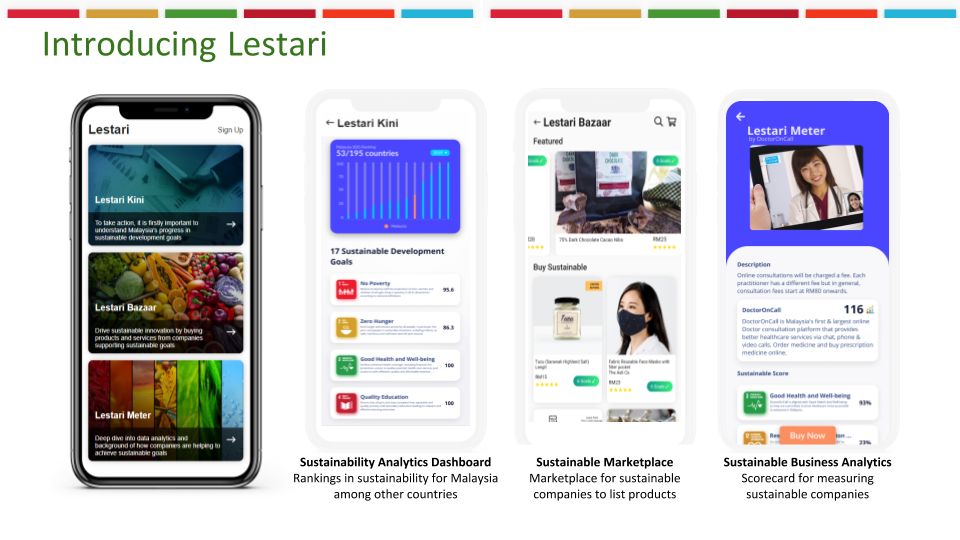 Introducing Lestari
Lestari
Sign Up
Lestari Kini
To take action, it is firstly important to
understand Malaysia's progress in
sustainable development goals
Lestari Bazaar
Drive sustainable innovation by buying
products and services from companies
supporting sustainable goals
Lestari Meter
Deep dive into data analytics and
background of how companies are helping to
achieve sustainable goals
Lestari Kini
53/195 countries
Malaysia
17 Sustainable Development
Goals
No Poverty
95.6
Zero Hunger
86.3
Good Health and Well-being
100
Quality Education
100
Sustainability Analytics Dashboard
Rankings in sustainability for Malaysia
among other countries
Lestari Bazaar
Featured
DARK
CHOCOLATE
70% Dark Chocolate Cacao Nibs
RM25
Buy Sustainable
RM15
Fabric Reusable Face Masks with
filter pocket
The Asli Co.
RM23
Sustainable Marketplace
Marketplace for sustainable
companies to list products
Lestari Meter
by DoctorOnCall
Description
Online consultations will be charged a fee. Each
practitioner has a different fee but in general,
consultation fees start at RM80 onwards.
DoctorOnCall
116
DoctorOnCall is Malaysia's first & largest online
Doctor consultation platform that provides
better healthcare services via chat, phone &
video calls. Order medicine and buy prescription
medicine online.
Sustainable Score
Good Health and Well-being
93%
23%
Buy Now
Sustainable Business Analytics
Scorecard for measuring
sustainable companies